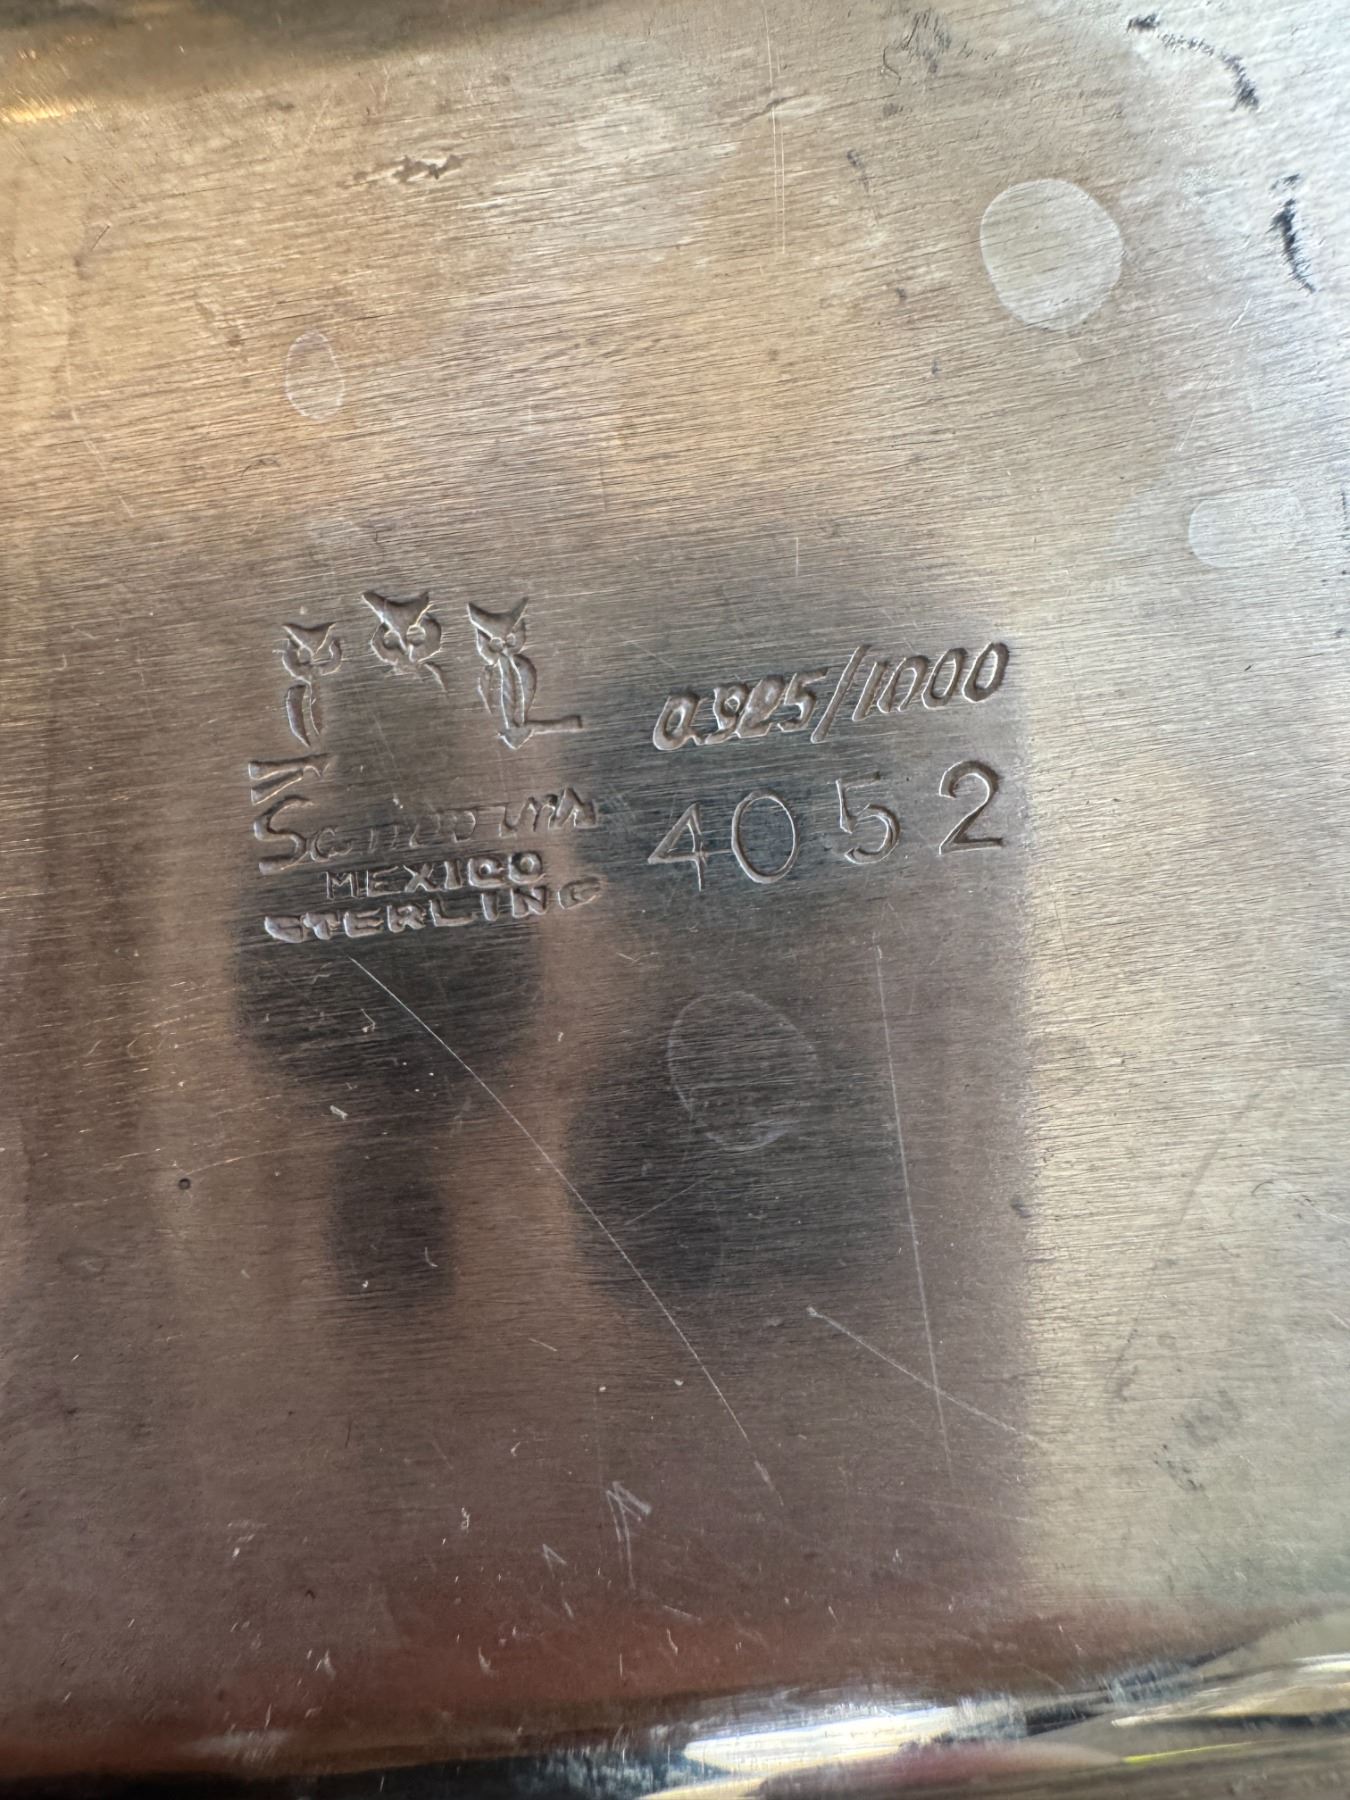 0.925/1000
4052
Sanborns
MEXICO
STERLING